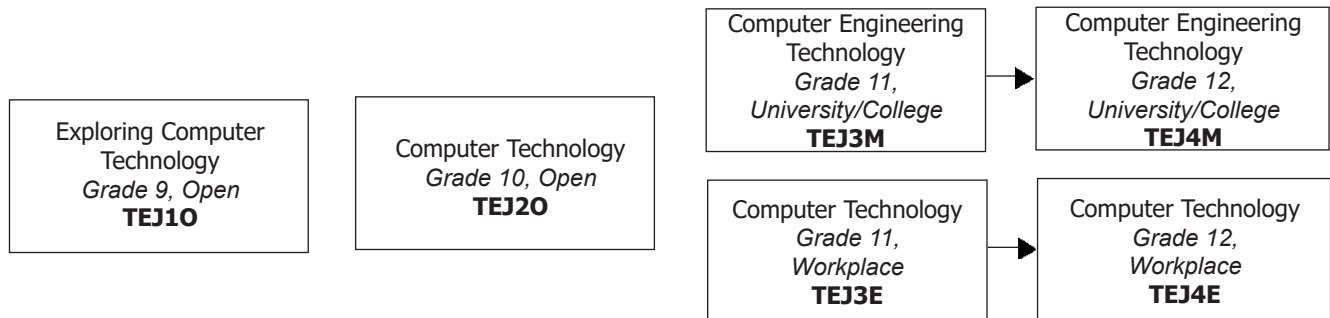 Exploring Computer
Technology
Grade 9, Open
TEJ1O
Computer Technology
Grade 10, Open
TEJ2O
Computer Engineering
Technology
Grade 11,
University/College
TEJ3M
Computer Engineering
Technology
Grade 12,
University/College
TEJ4M
Computer Technology
Grade 11,
Workplace
TEJ3E
Computer Technology
Grade 12,
Workplace
TEJ4E